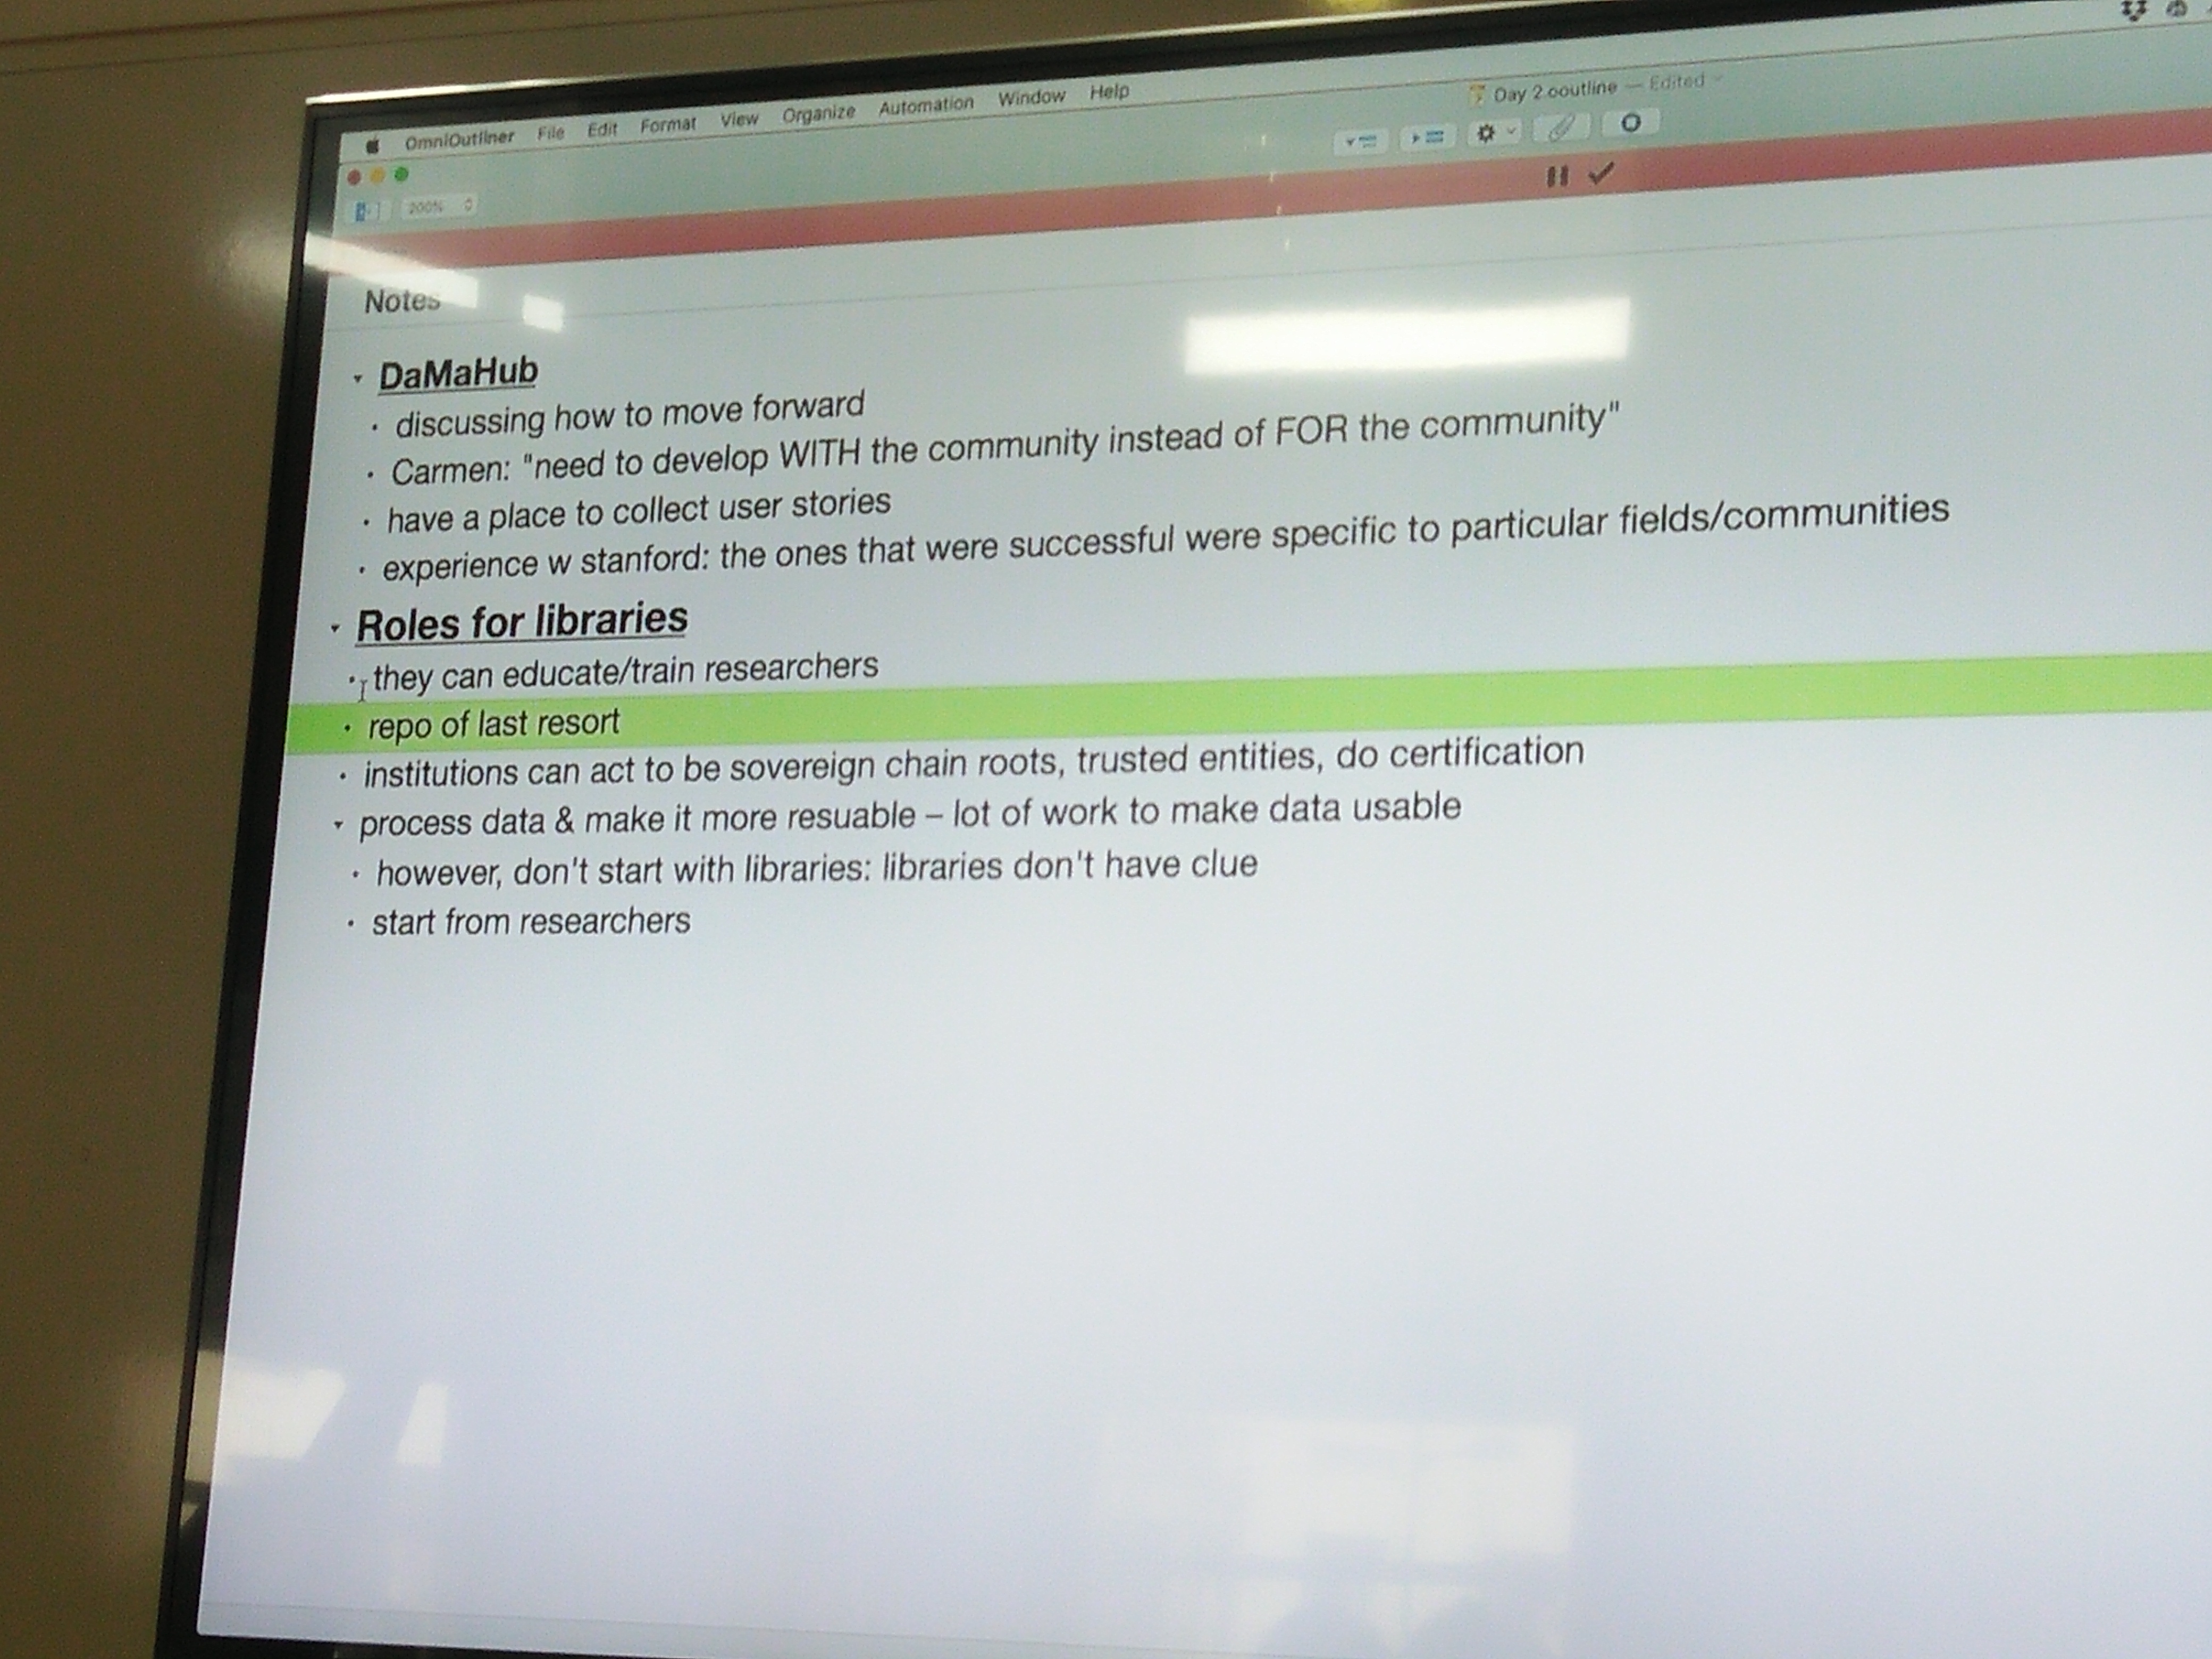 OmniOutliner File Edit Format View Organize Automation Window Help
Day 2.ooutline — Edited
200%
Notes
DaMaHub
discussing how to move forward
Carmen: "need to develop WITH the community instead of FOR the community"
have a place to collect user stories
experience w stanford: the ones that were successful were specific to particular fields/communities
Roles for libraries
they can educate/train researchers
repo of last resort
institutions can act to be sovereign chain roots, trusted entities, do certification
process data & make it more resuable – lot of work to make data usable
however, don't start with libraries: libraries don't have clue
start from researchers